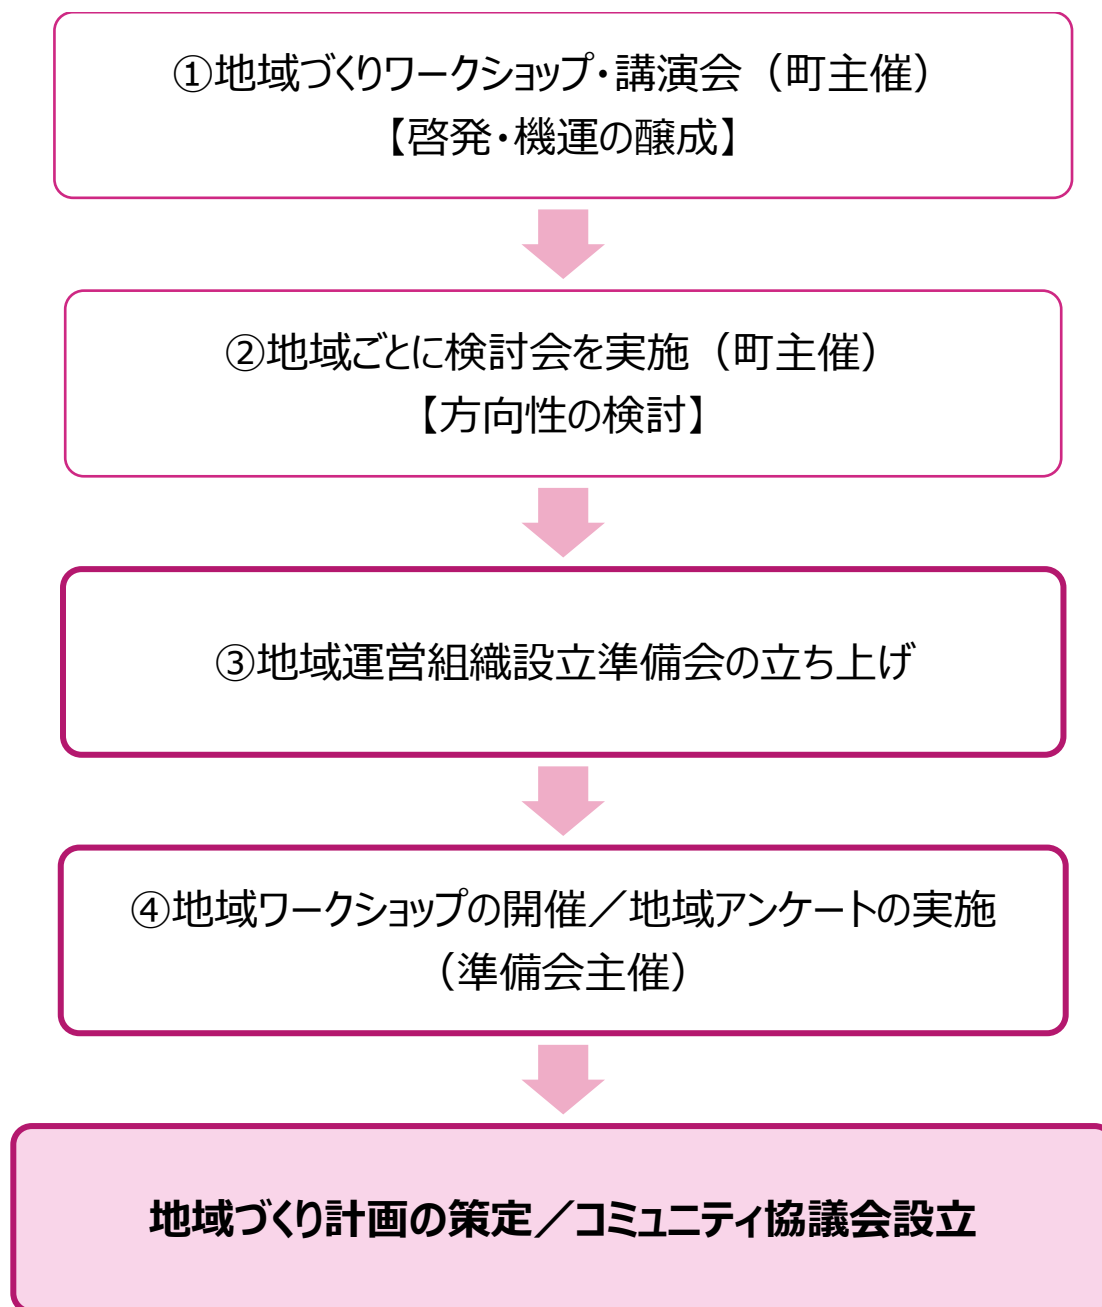 ①地域づくりワークショップ・講演会（町主催）
【啓発・機運の醸成】
②地域ごとに検討会を実施（町主催）
【方向性の検討】
③地域運営組織設立準備会の立ち上げ
④地域ワークショップの開催／地域アンケートの実施
（準備会主催）
地域づくり計画の策定／コミュニティ協議会設立